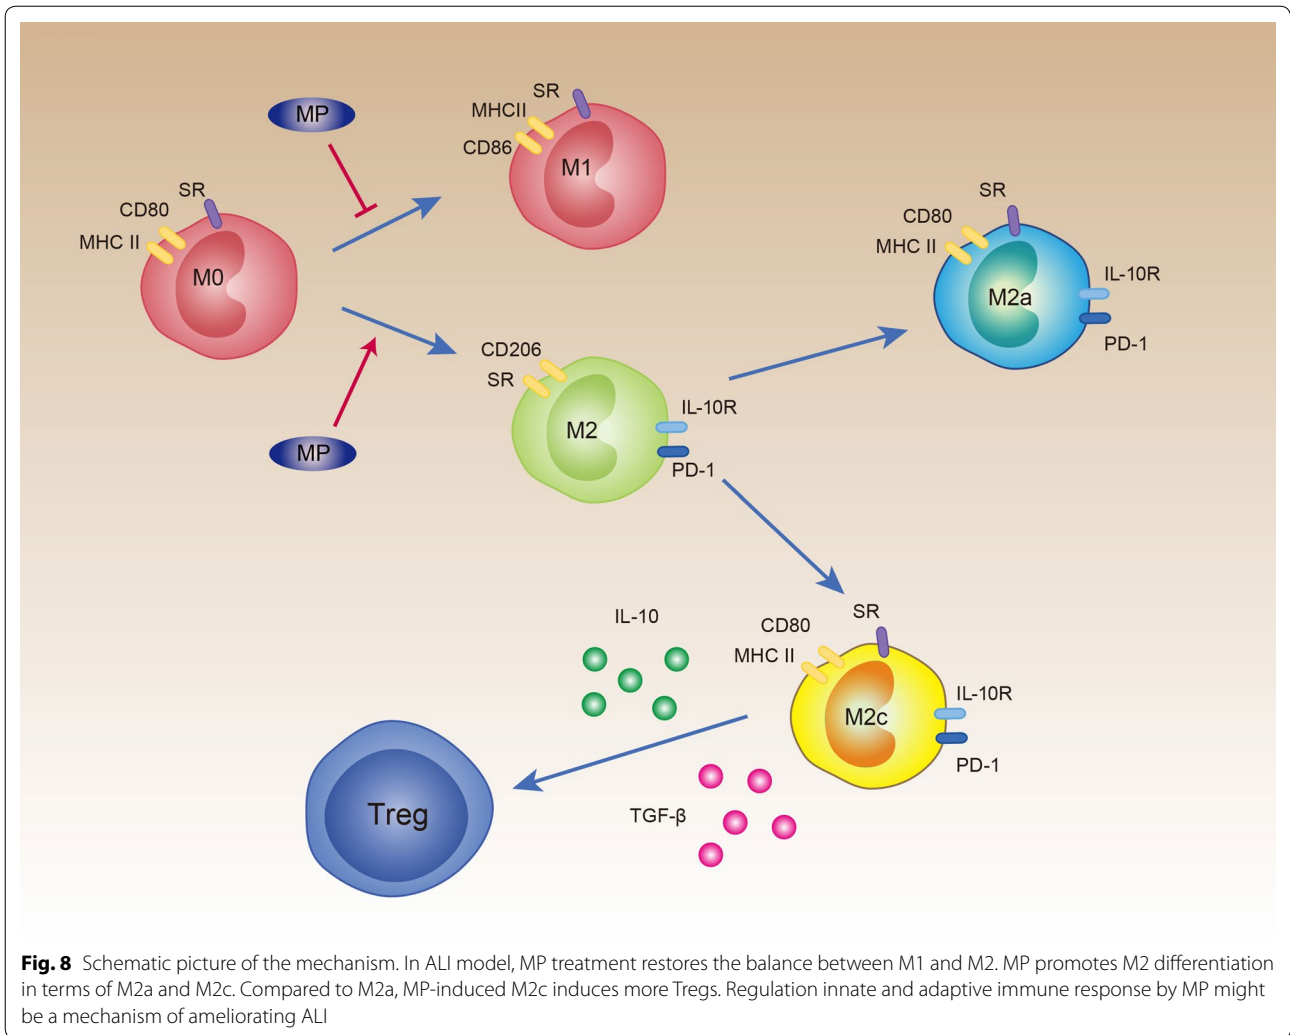 MP
SR
MHCII
CD86
M1
SR
CD80
MHC II
M0
SR
CD80
MHC II
M2a
IL-10R
PD-1
CD206
SR
M2
IL-10R
PD-1
MP
IL-10
SR
CD80
MHC II
M2c
IL-10R
PD-1
Treg
TGF-β
Fig. 8 Schematic picture of the mechanism. In ALI model, MP treatment restores the balance between M1 and M2. MP promotes M2 differentiation
in terms of M2a and M2c. Compared to M2a, MP-induced M2c induces more Tregs. Regulation innate and adaptive immune response by MP might
be a mechanism of ameliorating ALI